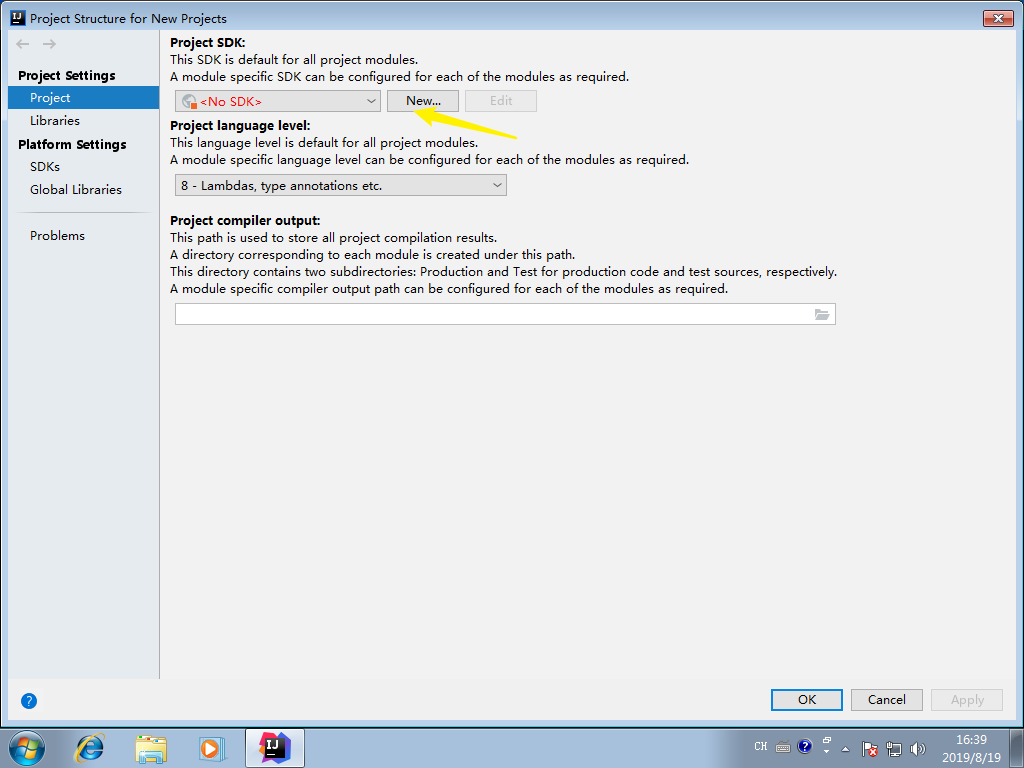 Project Structure for New Projects
Project Settings
Project
Libraries
Platform Settings
SDKs
Global Libraries
Problems
Project SDK:
This SDK is default for all project modules.
A module specific SDK can be configured for each of the modules as required.
<No SDK>
New...
Edit
Project language level:
This language level is default for all project modules.
A module specific language level can be configured for each of the modules as required.
8 - Lambdas, type annotations etc.
Project compiler output:
This path is used to store all project compilation results.
A directory corresponding to each module is created under this path.
This directory contains two subdirectories: Production and Test for production code and test sources, respectively.
A module specific compiler output path can be configured for each of the modules as required.
?
OK
Cancel
Apply
IJ
CH
?
16:39
2019/8/19